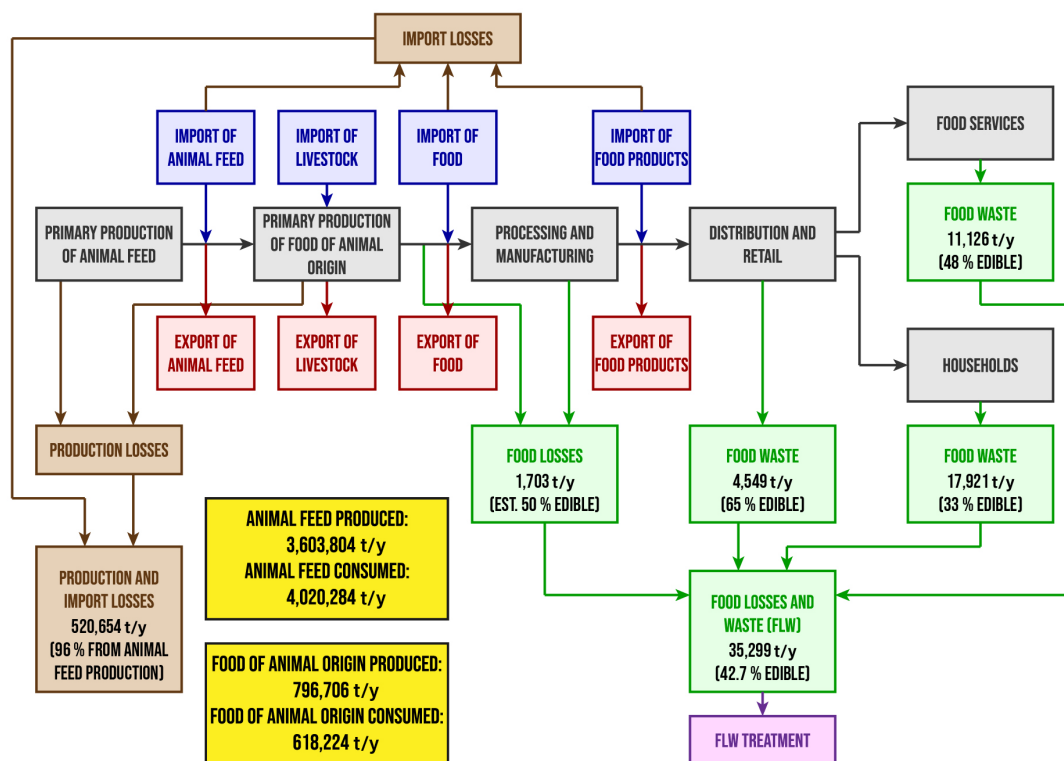 IMPORT LOSSES
IMPORT OF
ANIMAL FEED
IMPORT OF
LIVESTOCK
IMPORT OF
FOOD
IMPORT OF
FOOD PRODUCTS
FOOD SERVICES
PRIMARY PRODUCTION
OF ANIMAL FEED
PRIMARY PRODUCTION
OF FOOD OF ANIMAL
ORIGIN
PROCESSING AND
MANUFACTURING
DISTRIBUTION AND
RETAIL
FOOD WASTE
11,126 t/y
(48 % EDIBLE)
EXPORT OF
ANIMAL FEED
EXPORT OF
LIVESTOCK
EXPORT OF
FOOD
EXPORT OF
FOOD PRODUCTS
HOUSEHOLDS
PRODUCTION LOSSES
FOOD LOSSES
1,703 t/y
(EST. 50 % EDIBLE)
FOOD WASTE
4,549 t/y
(65 % EDIBLE)
FOOD WASTE
17,921 t/y
(33 % EDIBLE)
PRODUCTION AND
IMPORT LOSSES
520,654 t/y
(96 % FROM ANIMAL
FEED PRODUCTION)
ANIMAL FEED PRODUCED:
3,603,804 t/y
ANIMAL FEED CONSUMED:
4,020,284 t/y
FOOD OF ANIMAL ORIGIN PRODUCED:
796,706 t/y
FOOD OF ANIMAL ORIGIN CONSUMED:
618,224 t/y
FOOD LOSSES AND
WASTE (FLW)
35,299 t/y
(42.7 % EDIBLE)
FLW TREATMENT